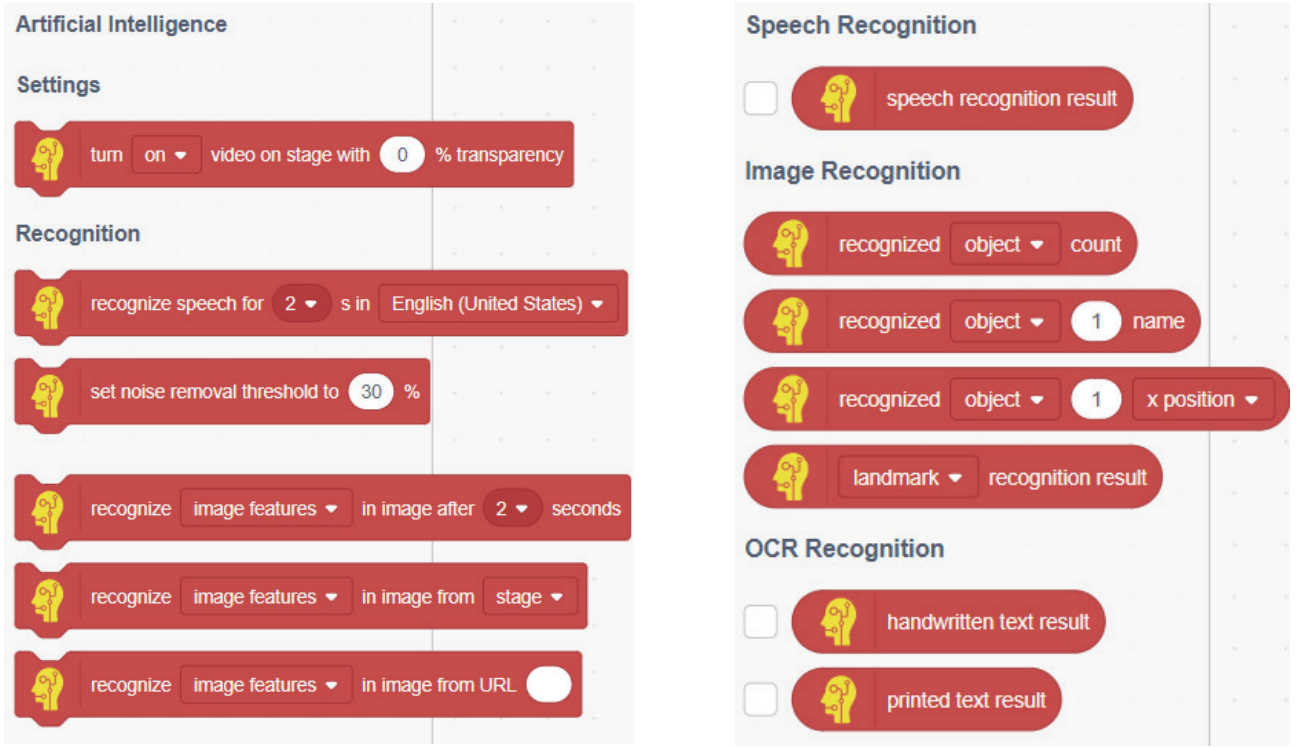 Artificial Intelligence
Settings
turn on video on stage with 0 % transparency
Recognition
recognize speech for 2 s in English (United States)
set noise removal threshold to 30 %
recognize image features in image after 2 seconds
recognize image features in image from stage
recognize image features in image from URL
Speech Recognition
speech recognition result
Image Recognition
recognized object count
recognized object 1 name
recognized object 1 x position
landmark recognition result
OCR Recognition
handwritten text result
printed text result